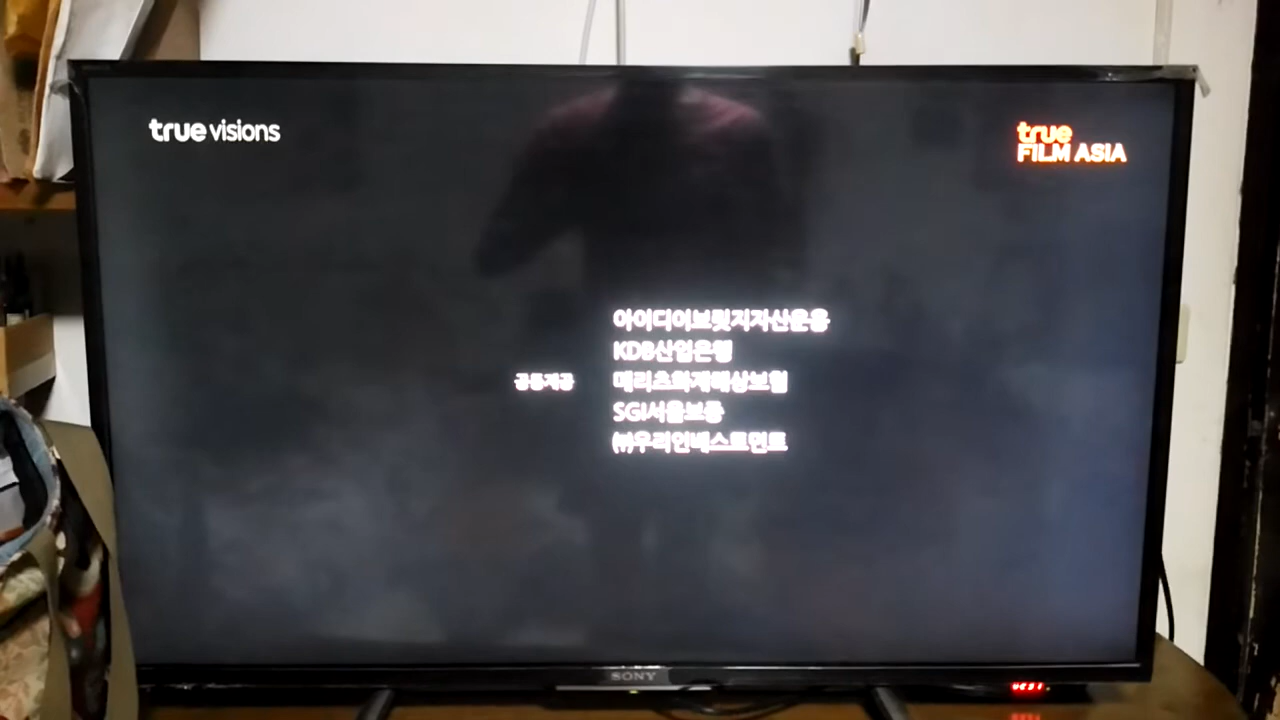 true visions
true
FILM ASIA
아이디어브릿지자산운용
KDB산업은행
공동제공
메리츠화재해상보험
SGI서울보증
㈜우리인베스트먼트
SONY